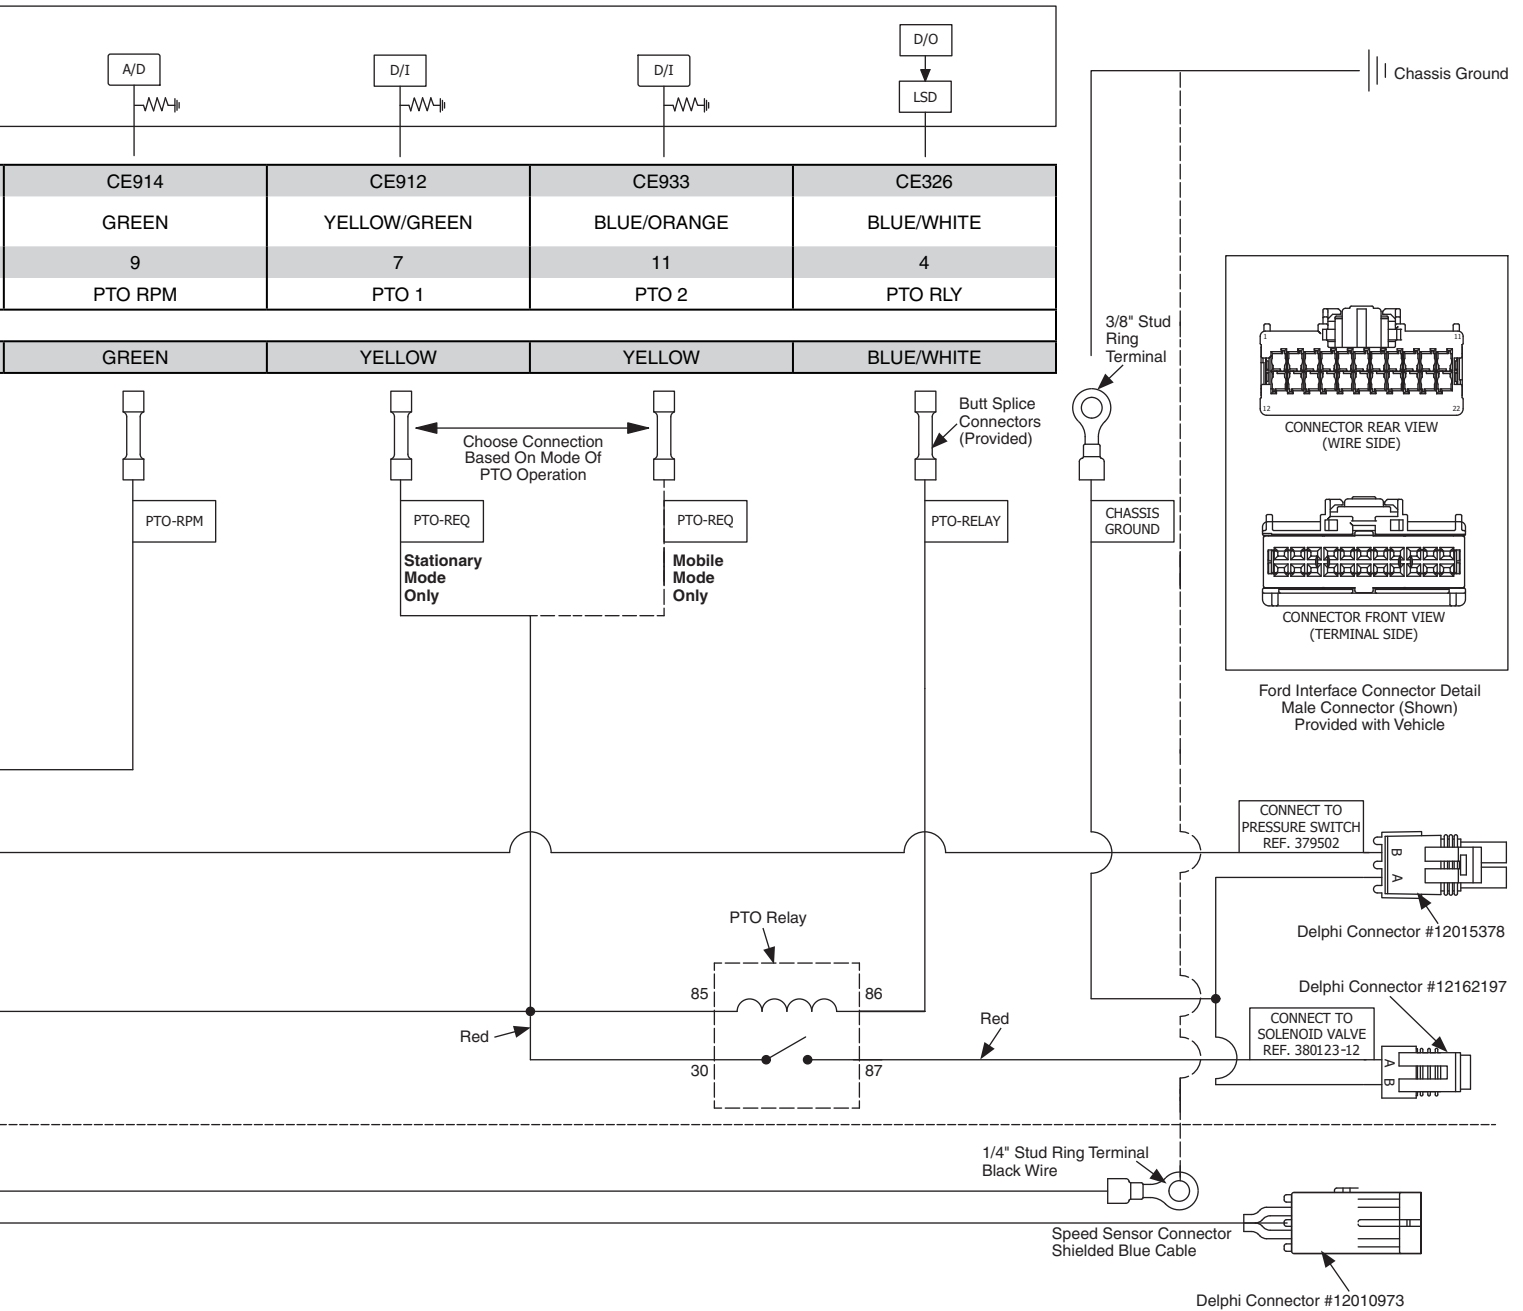 A/D
D/I
D/I
D/O
LSD
Chassis Ground
CE914 CE912 CE933 CE326
GREEN YELLOW/GREEN BLUE/ORANGE BLUE/WHITE
9 7 11 4
PTO RPM PTO 1 PTO 2 PTO RLY
GREEN YELLOW YELLOW BLUE/WHITE
3/8" Stud
Ring
Terminal
Butt Splice
Connectors
(Provided)
Choose Connection
Based On Mode Of
PTO Operation
PTO-RPM
PTO-REQ
PTO-REQ
PTO-RELAY
CHASSIS
GROUND
Stationary
Mode
Only
Mobile
Mode
Only
1
11
12
22
CONNECTOR REAR VIEW
(WIRE SIDE)
CONNECTOR FRONT VIEW
(TERMINAL SIDE)
Ford Interface Connector Detail
Male Connector (Shown)
Provided with Vehicle
CONNECT TO
PRESSURE SWITCH
REF. 379502
B
A
Delphi Connector #12015378
PTO Relay
85
86
30
87
Red
Red
Delphi Connector #12162197
CONNECT TO
SOLENOID VALVE
REF. 380123-12
A
B
1/4" Stud Ring Terminal
Black Wire
Speed Sensor Connector
Shielded Blue Cable
Delphi Connector #12010973